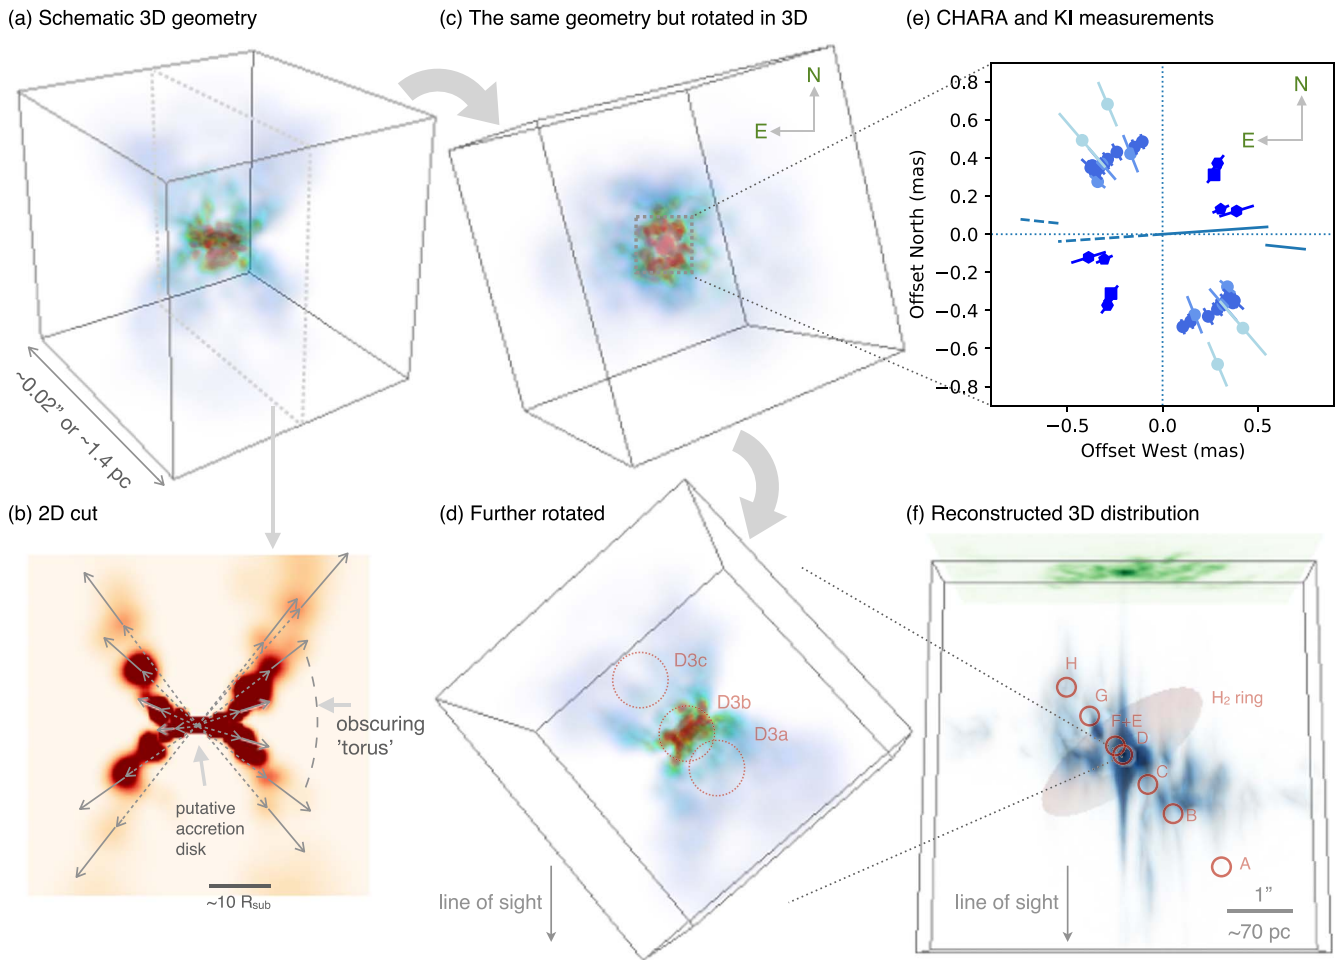 (a) Schematic 3D geometry
~0.02” or ~1.4 pc
(c) The same geometry but rotated in 3D
N
E
(e) CHARA and KI measurements
N
E
0.8
0.6
0.4
0.2
0.0
−0.2
−0.4
−0.6
−0.8
Offset North (mas)
−0.5
0.0
0.5
Offset West (mas)
(b) 2D cut
obscuring
'torus'
putative
accretion
disk
~10 Rsub
(d) Further rotated
D3c
D3b
D3a
line of sight
(f) Reconstructed 3D distribution
H
G
H2 ring
F+E
D
C
B
A
line of sight
1”
~70 pc